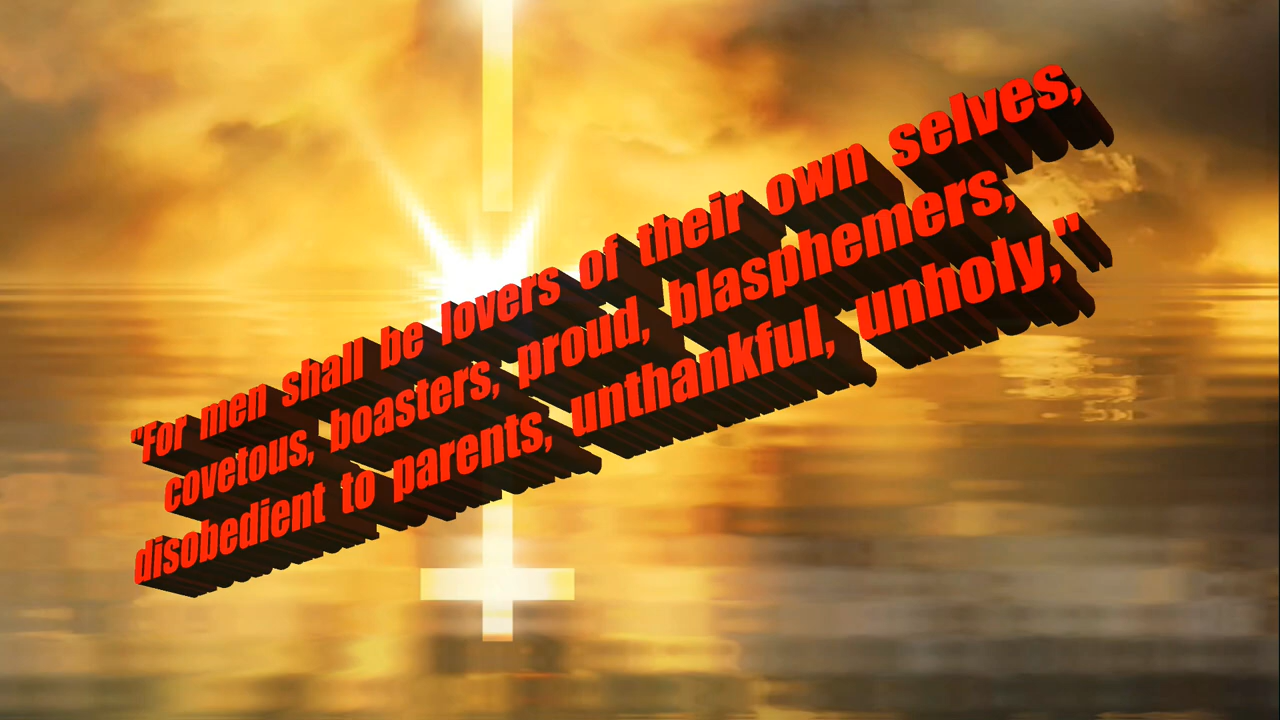 "For men shall be lovers of their own selves,
covetous, boasters, proud, blasphemers,
disobedient to parents, unthankful, unholy,"